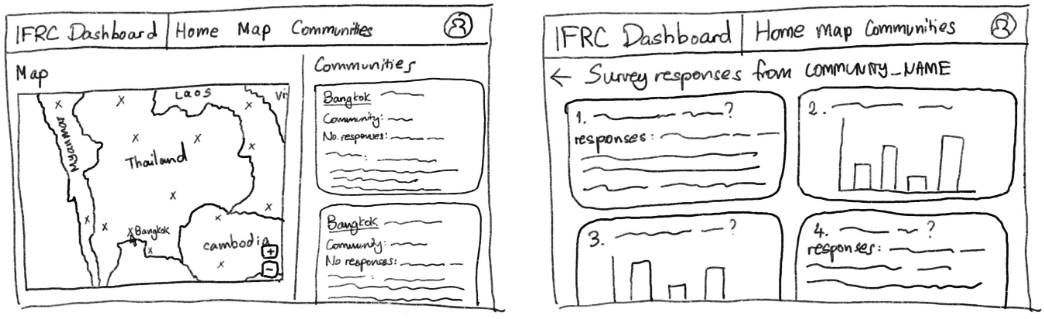 IFRC Dashboard Home Map Communities
Map
Laos
Vi
Myanmar
Thailand
Bangkok
Cambodia
+
-
Communities
Bangkok
Community:
No responses:
Bangkok
Community:
No responses:
IFRC Dashboard Home Map Communities
← Survey responses from COMMUNITY_NAME
1. ?
responses:
2.
3. ?
4. ?
responses: